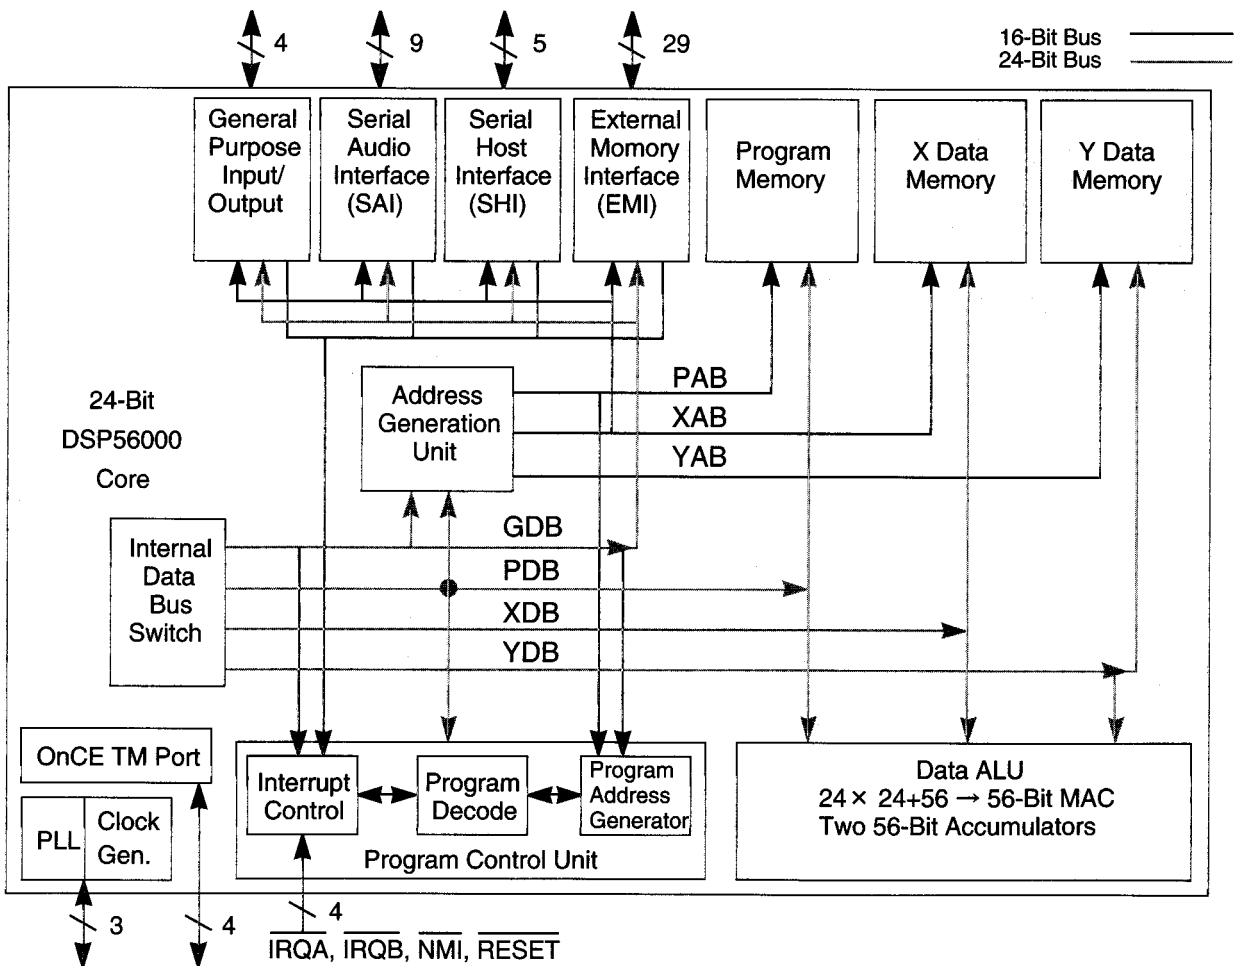 4
9
5
29
16-Bit Bus
24-Bit Bus
General
Purpose
Input/
Output
Serial
Audio
Interface
(SAI)
Serial
Host
Interface
(SHI)
External
Momory
Interface
(EMI)
Program
Memory
X Data
Memory
Y Data
Memory
24-Bit
DSP56000
Core
Address
Generation
Unit
PAB
XAB
YAB
Internal
Data
Bus
Switch
GDB
PDB
XDB
YDB
OnCE TM Port
PLL
Clock
Gen.
Interrupt
Control
Program
Decode
Program
Address
Generator
Program Control Unit
Data ALU
24 × 24+56 → 56-Bit MAC
Two 56-Bit Accumulators
3
4
4
IRQA, IRQB, NMI, RESET